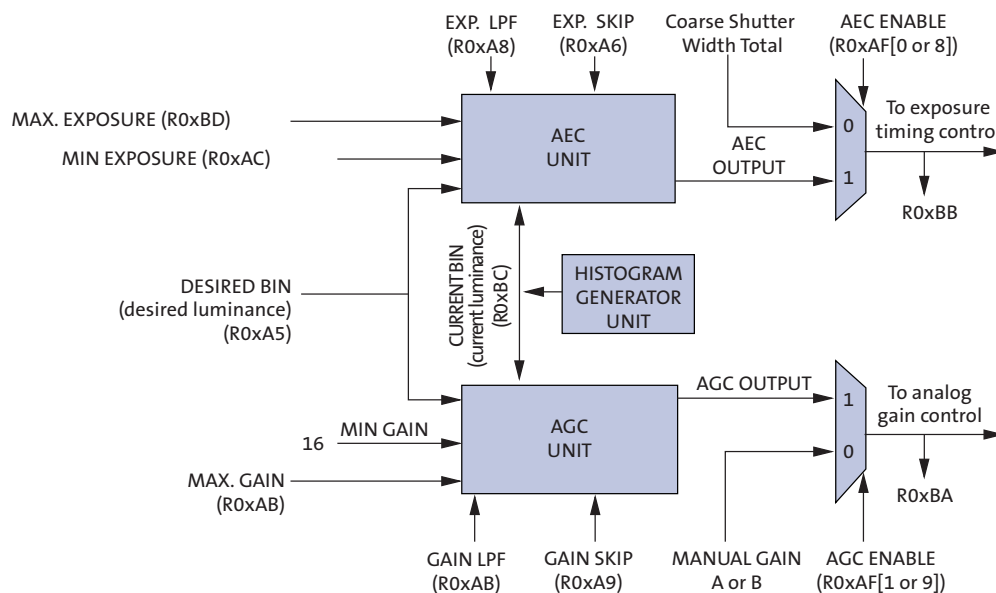 EXP. LPF
(R0xA8)
EXP. SKIP
(R0xA6)
Coarse Shutter
Width Total
AEC ENABLE
(R0xAF[0 or 8])
MAX. EXPOSURE (R0xBD)
MIN EXPOSURE (R0xAC)
AEC
UNIT
AEC
OUTPUT
0
1
To exposure
timing control
R0xBB
DESIRED BIN
(desired luminance)
(R0xA5)
CURRENT BIN
(current luminance)
(R0xBC)
HISTOGRAM
GENERATOR
UNIT
16
MIN GAIN
MAX. GAIN
(R0xAB)
AGC
UNIT
AGC OUTPUT
1
0
To analog
gain control
R0xBA
GAIN LPF
(R0xAB)
GAIN SKIP
(R0xA9)
MANUAL GAIN
A or B
AGC ENABLE
(R0xAF[1 or 9])